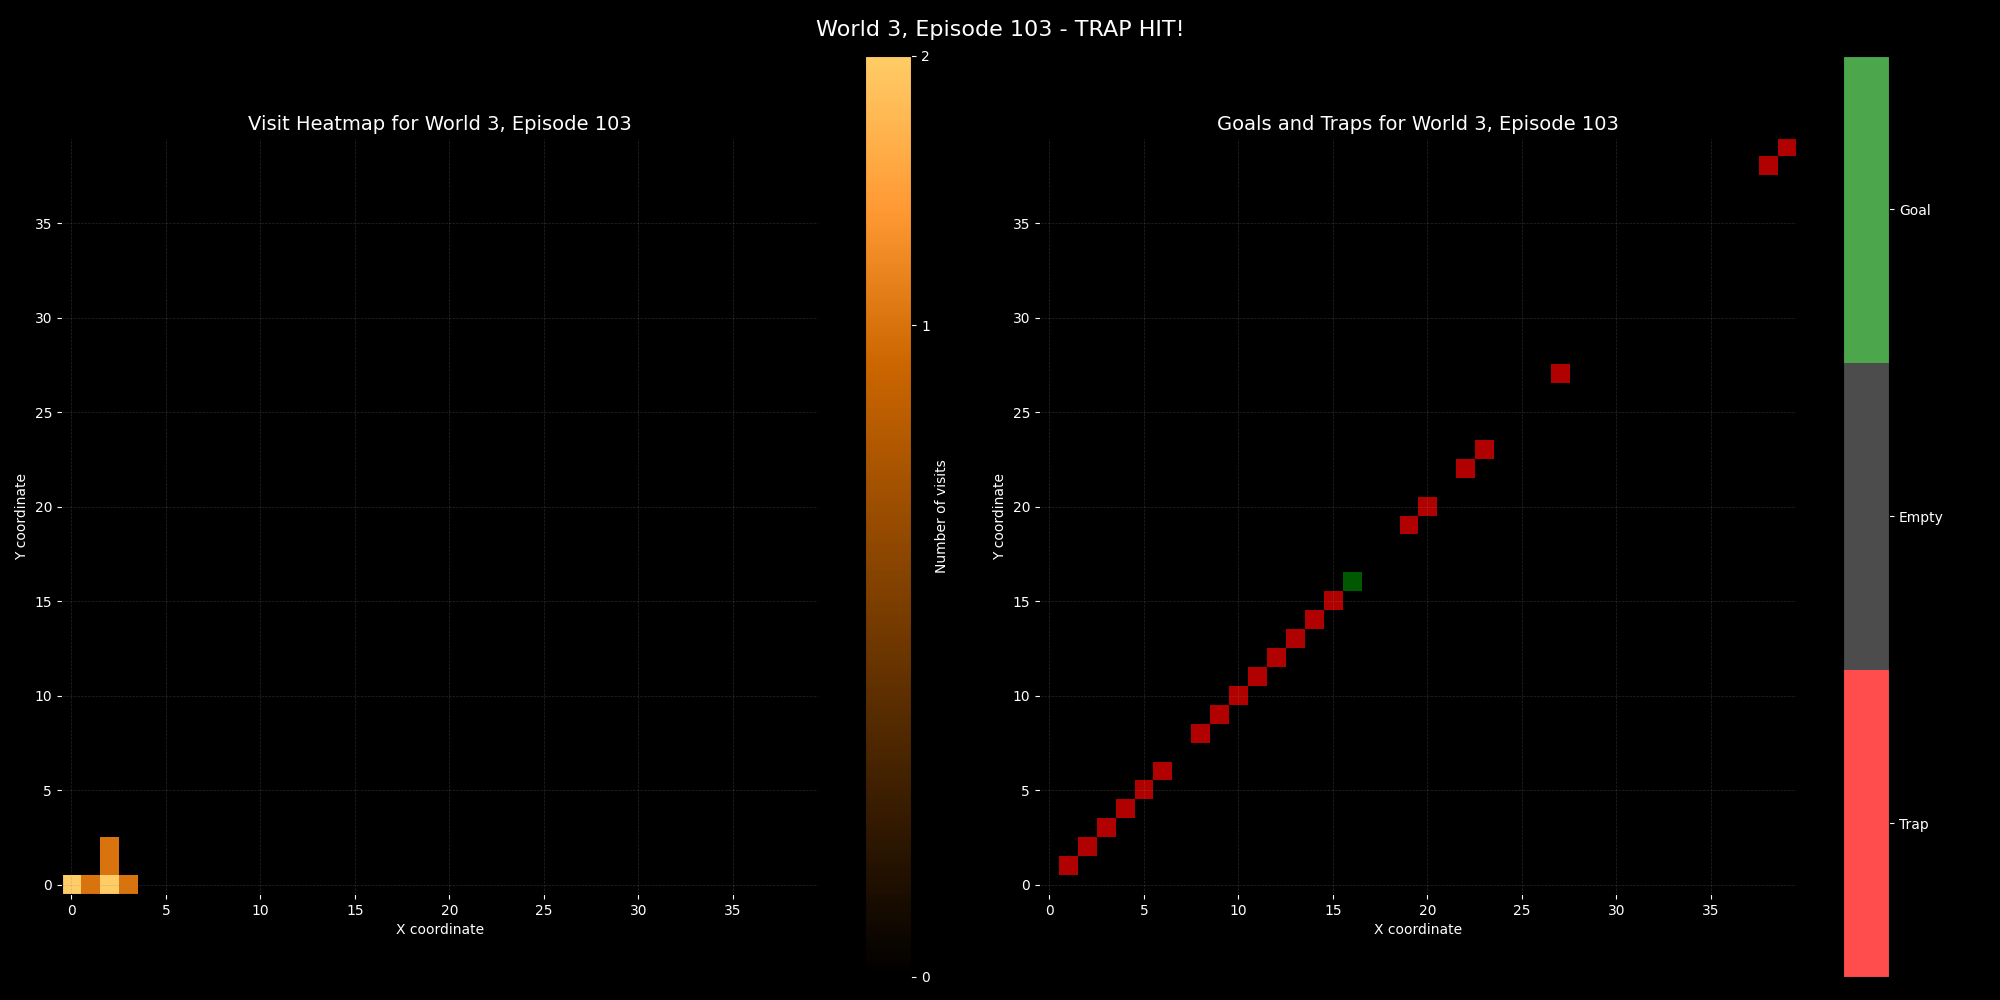 World 3, Episode 103 - TRAP HIT!
Visit Heatmap for World 3, Episode 103
Y coordinate
35
30
25
20
15
10
5
0
0 5 10 15 20 25 30 35
X coordinate
2
1
0
Number of visits
Goals and Traps for World 3, Episode 103
Y coordinate
35
30
25
20
15
10
5
0
0 5 10 15 20 25 30 35
X coordinate
Goal
Empty
Trap